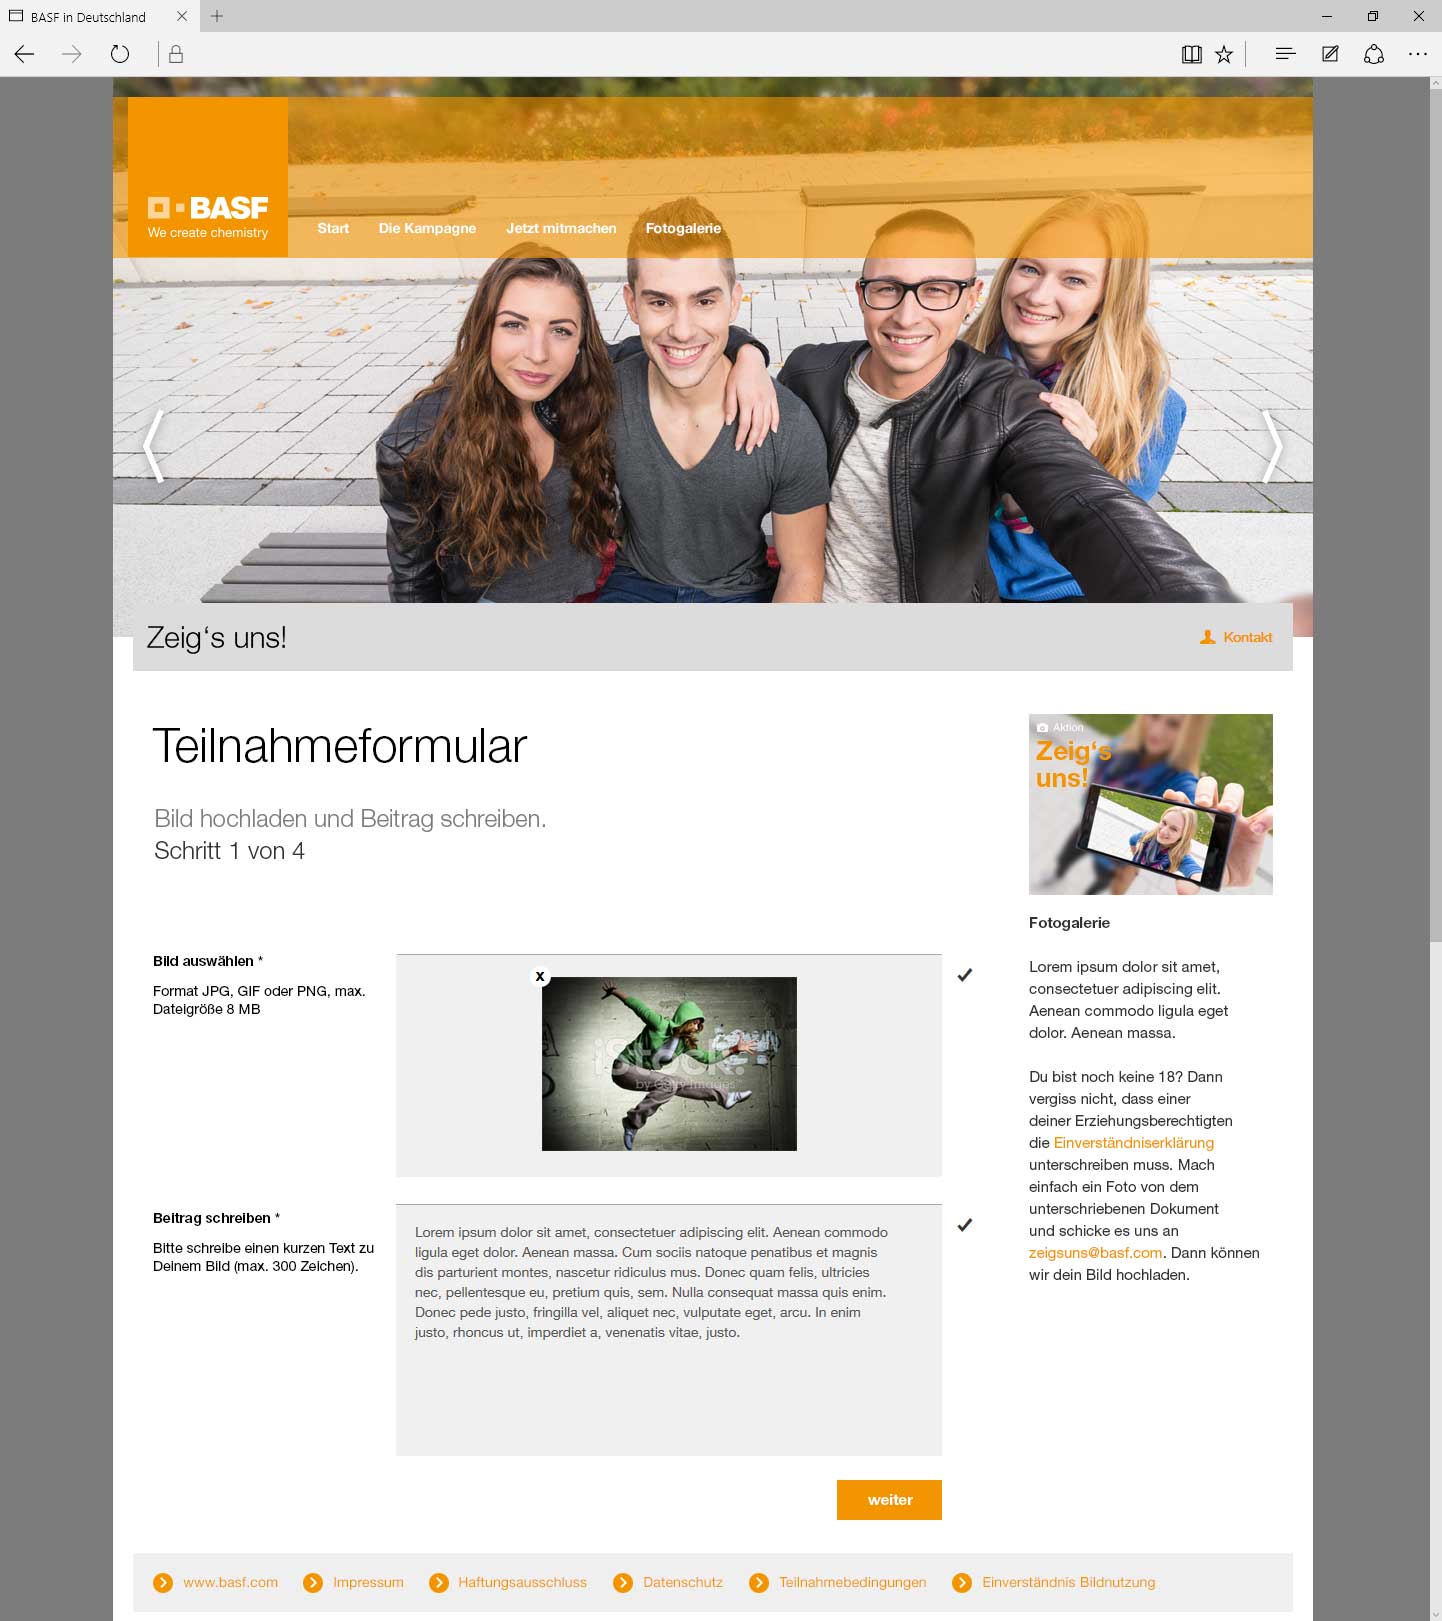 BASF in Deutschland
BASF
We create chemistry
Start Die Kampagne Jetzt mitmachen Fotogalerie
Zeig‘s uns!
Kontakt
Teilnahmeformular
Bild hochladen und Beitrag schreiben.
Schritt 1 von 4
Bild auswählen *
Format JPG, GIF oder PNG, max.
Dateigröße 8 MB
x
iStock.
by Getty Images™
Beitrag schreiben *
Bitte schreibe einen kurzen Text zu
Deinem Bild (max. 300 Zeichen).
Lorem ipsum dolor sit amet, consectetuer adipiscing elit. Aenean commodo
ligula eget dolor. Aenean massa. Cum sociis natoque penatibus et magnis
dis parturient montes, nascetur ridiculus mus. Donec quam felis, ultricies
nec, pellentesque eu, pretium quis, sem. Nulla consequat massa quis enim.
Donec pede justo, fringilla vel, aliquet nec, vulputate eget, arcu. In enim
justo, rhoncus ut, imperdiet a, venenatis vitae, justo.
weiter
Aktion
Zeig‘s
uns!
Fotogalerie
Lorem ipsum dolor sit amet,
consectetuer adipiscing elit.
Aenean commodo ligula eget
dolor. Aenean massa.
Du bist noch keine 18? Dann
vergiss nicht, dass einer
deiner Erziehungsberechtigten
die Einverständniserklärung
unterschreiben muss. Mach
einfach ein Foto von dem
unterschriebenen Dokument
und schicke es uns an
zeigsuns@basf.com. Dann können
wir dein Bild hochladen.
www.basf.com Impressum Haftungsausschluss Datenschutz Teilnahmebedingungen Einverständnis Bildnutzung